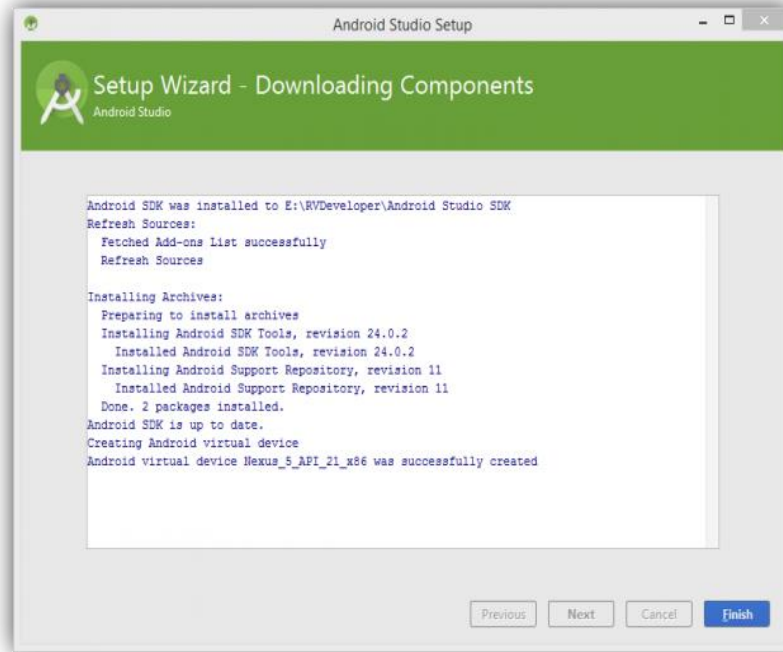 Android Studio Setup
Setup Wizard - Downloading Components
Android Studio
Android SDK was installed to E:\RVDeveloper\Android Studio SDK
Refresh Sources:
Fetched Add-ons List successfully
Refresh Sources
Installing Archives:
Preparing to install archives
Installing Android SDK Tools, revision 24.0.2
Installed Android SDK Tools, revision 24.0.2
Installing Android Support Repository, revision 11
Installed Android Support Repository, revision 11
Done. 2 packages installed.
Android SDK is up to date.
Creating Android virtual device
Android virtual device Nexus_5_API_21_x86 was successfully created
Previous Next Cancel Finish